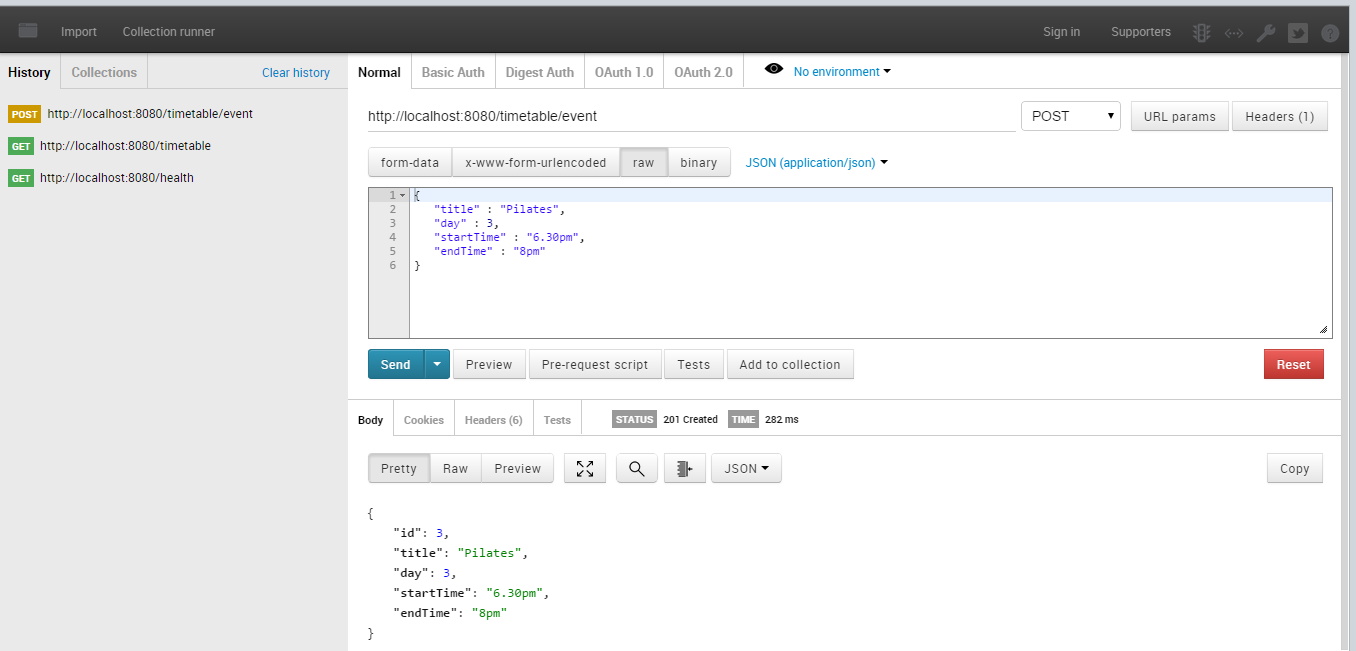 Import Collection runner Sign in Supporters
History Collections Clear history
POST http://localhost:8080/timetable/event
GET http://localhost:8080/timetable
GET http://localhost:8080/health
Normal Basic Auth Digest Auth OAuth 1.0 OAuth 2.0 No environment
http://localhost:8080/timetable/event POST URL params Headers (1)
form-data x-www-form-urlencoded raw binary JSON (application/json)
1 {
2 "title" : "Pilates",
3 "day" : 3,
4 "startTime" : "6.30pm",
5 "endTime" : "8pm"
6 }
Send Preview Pre-request script Tests Add to collection Reset
Body Cookies Headers (6) Tests STATUS 201 Created TIME 282 ms
Pretty Raw Preview JSON Copy
{
"id": 3,
"title": "Pilates",
"day": 3,
"startTime": "6.30pm",
"endTime": "8pm"
}